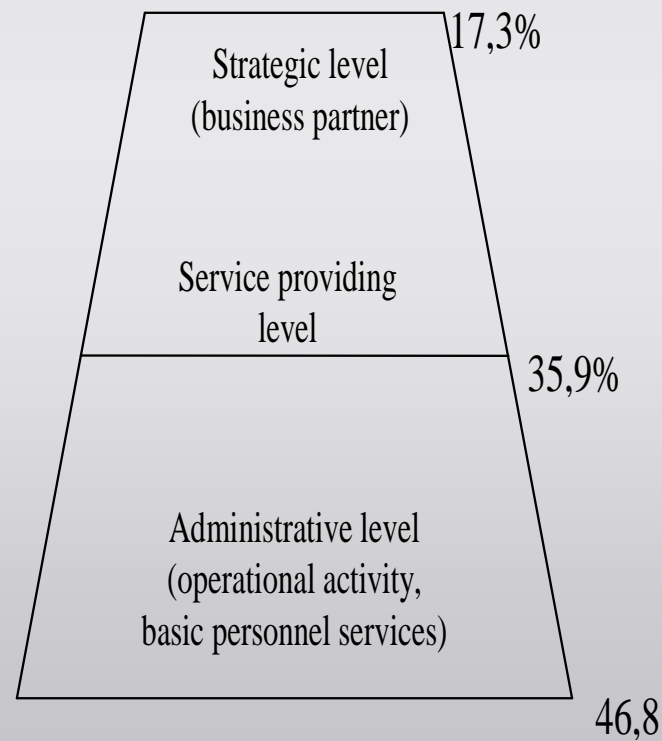 17,3%
Strategic level
(business partner)
Service providing
level
35,9%
Administrative level
(operational activity,
basic personnel services)
46,8